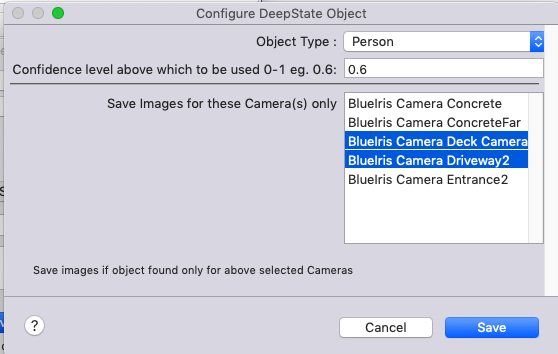 Configure DeepState Object
Object Type : Person
Confidence level above which to be used 0-1 eg. 0.6: 0.6
Save Images for these Camera(s) only
BlueIris Camera Concrete
BlueIris Camera ConcreteFar
BlueIris Camera Deck Camera
BlueIris Camera Driveway2
BlueIris Camera Entrance2
Save images if object found only for above selected Cameras
? Cancel Save